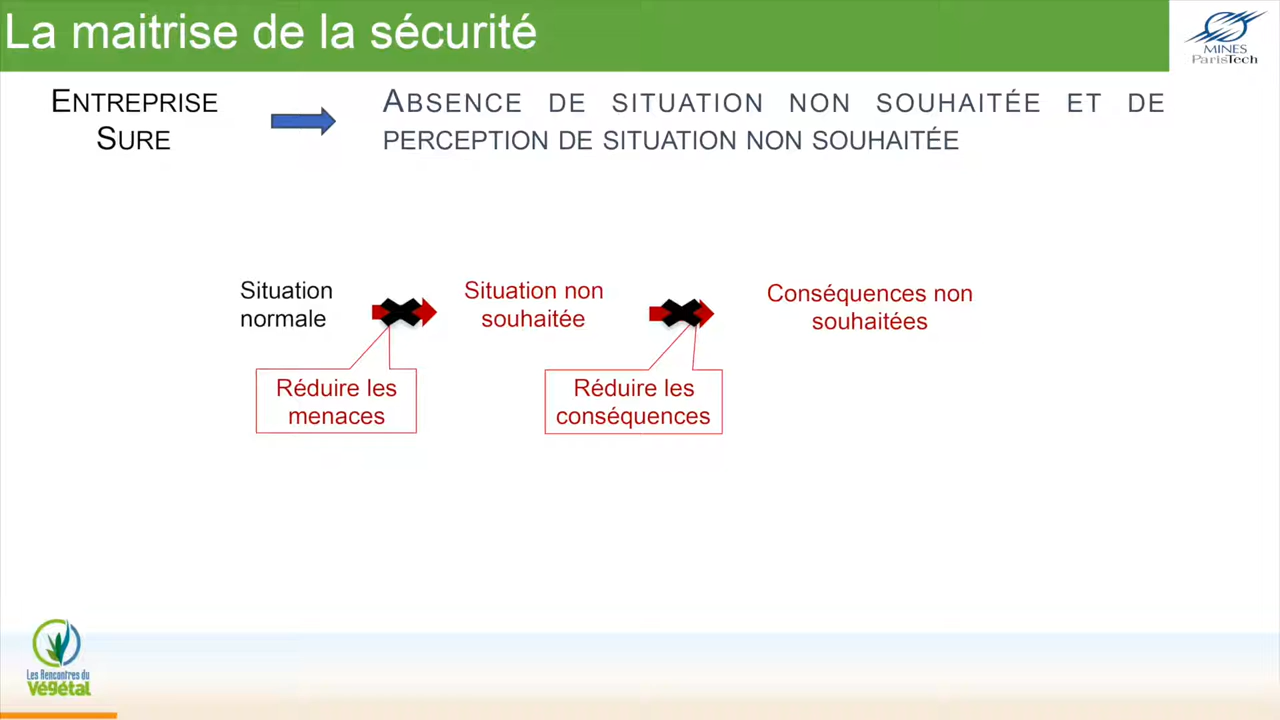 La maitrise de la sécurité
MINES
ParisTech
ENTREPRISE
SURE
ABSENCE DE SITUATION NON SOUHAITÉE ET DE
PERCEPTION DE SITUATION NON SOUHAITÉE
Situation
normale
Situation non
souhaitée
Conséquences non
souhaitées
Réduire les
menaces
Réduire les
conséquences
Les Rencontres du
Végétal